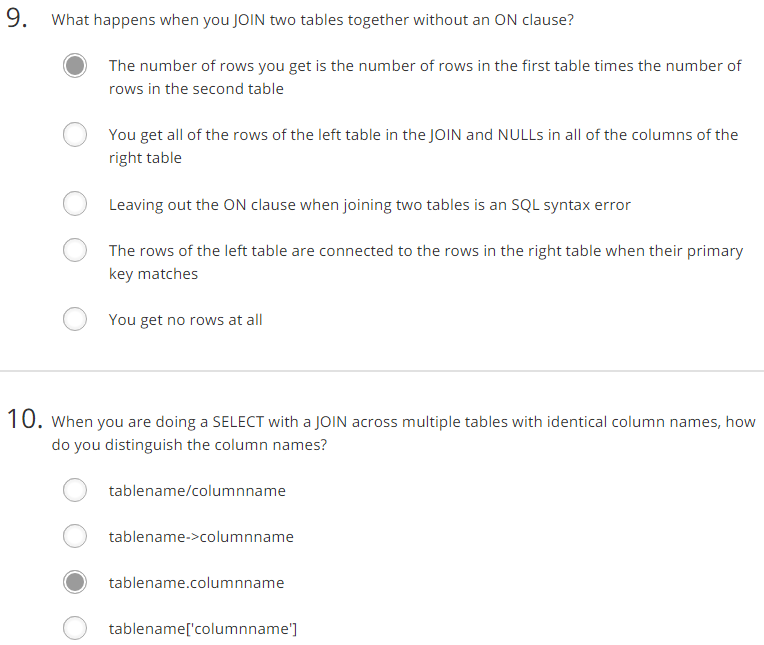 9. What happens when you JOIN two tables together without an ON clause?
The number of rows you get is the number of rows in the first table times the number of
rows in the second table
You get all of the rows of the left table in the JOIN and NULLs in all of the columns of the
right table
Leaving out the ON clause when joining two tables is an SQL syntax error
The rows of the left table are connected to the rows in the right table when their primary
key matches
You get no rows at all
10. When you are doing a SELECT with a JOIN across multiple tables with identical column names, how
do you distinguish the column names?
tablename/columnname
tablename->columnname
tablename.columnname
tablename['columnname']